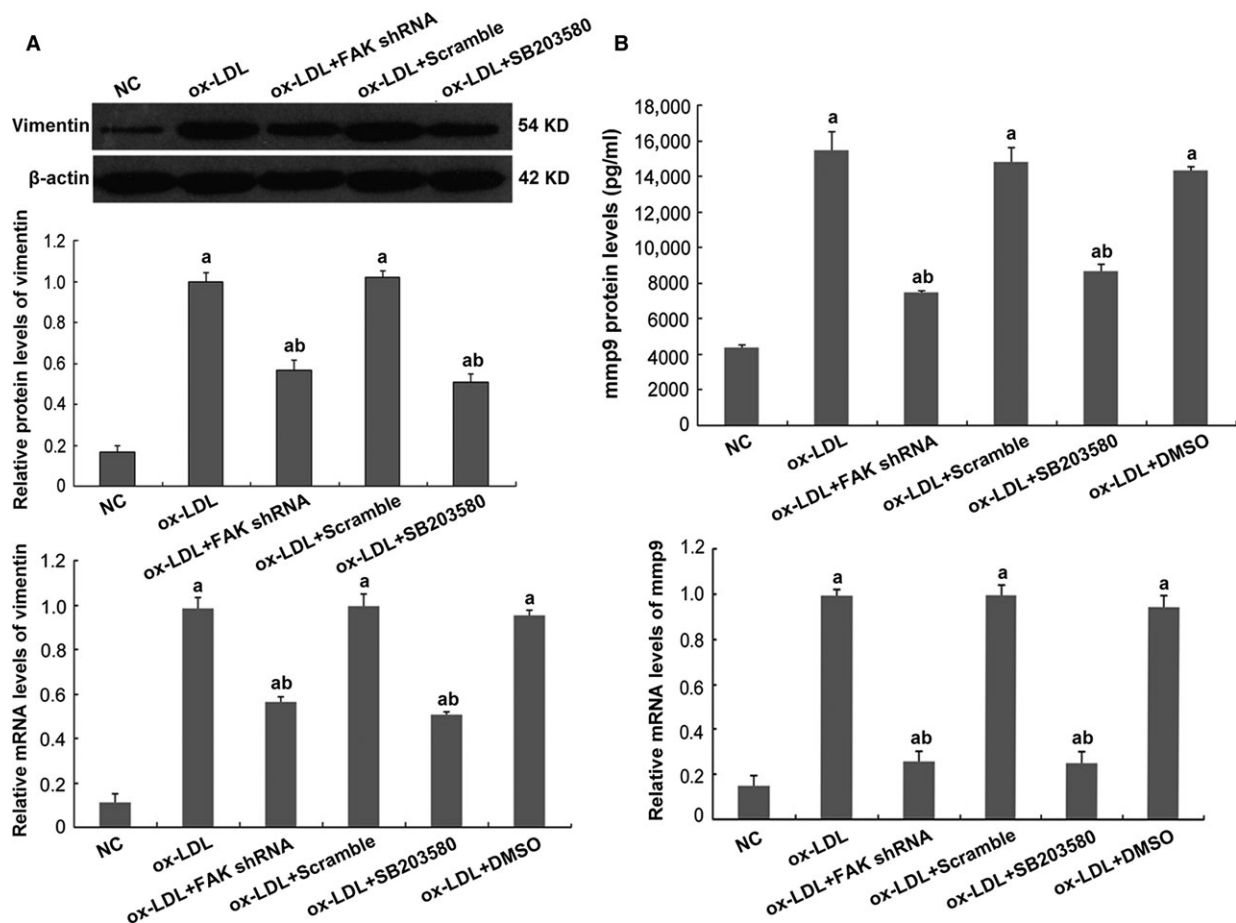 A
NC
ox-LDL
ox-LDL+FAK shRNA
ox-LDL+Scramble
ox-LDL+SB203580
Vimentin
54 KD
β-actin
42 KD
Relative protein levels of vimentin
1.2
1.0
0.8
0.6
0.4
0.2
0
a
ab
a
ab
NC
ox-LDL
ox-LDL+FAK shRNA
ox-LDL+Scramble
ox-LDL+SB203580
Relative mRNA levels of vimentin
1.2
1.0
0.8
0.6
0.4
0.2
0
a
ab
a
ab
a
NC
ox-LDL
ox-LDL+FAK shRNA
ox-LDL+Scramble
ox-LDL+SB203580
ox-LDL+DMSO
B
mmp9 protein levels (pg/ml)
18,000
16,000
14,000
12,000
10,000
8000
6000
4000
2000
0
a
ab
a
ab
a
NC
ox-LDL
ox-LDL+FAK shRNA
ox-LDL+Scramble
ox-LDL+SB203580
ox-LDL+DMSO
Relative mRNA levels of mmp9
1.2
1.0
0.8
0.6
0.4
0.2
0
a
ab
a
ab
a
NC
ox-LDL
ox-LDL+FAK shRNA
ox-LDL+Scramble
ox-LDL+SB203580
ox-LDL+DMSO